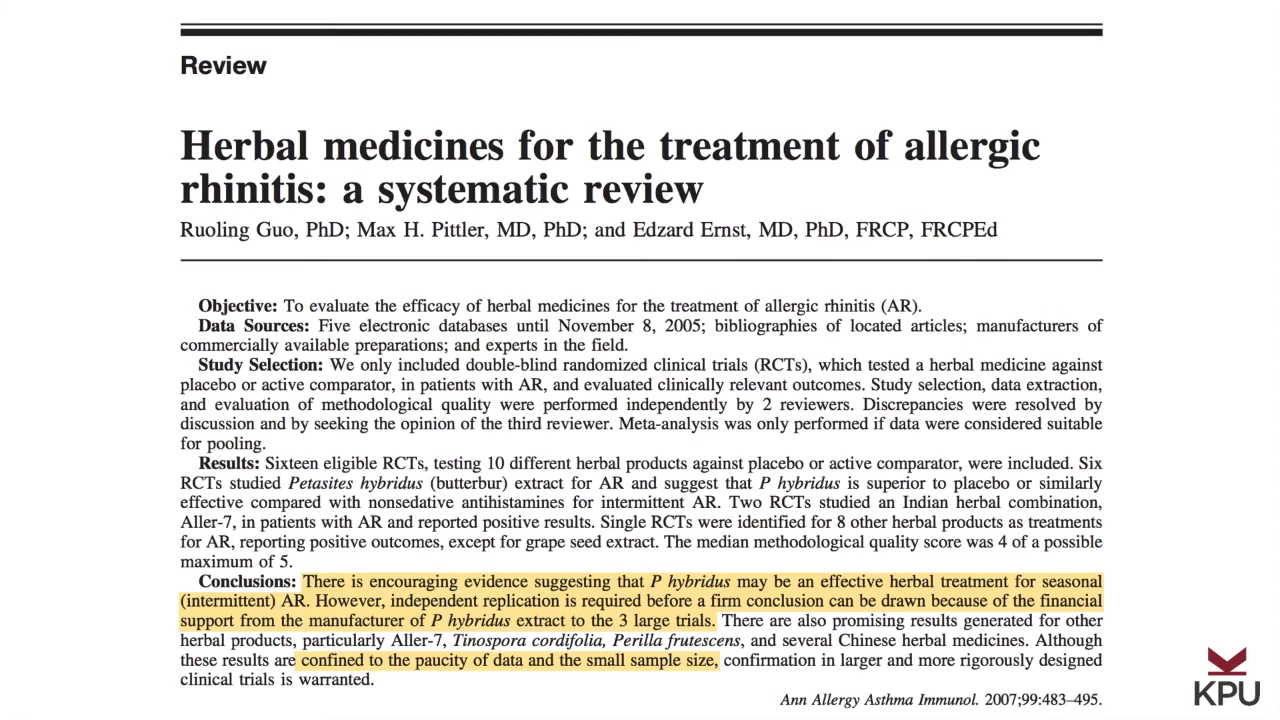 Review
Herbal medicines for the treatment of allergic
rhinitis: a systematic review
Ruoling Guo, PhD; Max H. Pittler, MD, PhD; and Edzard Ernst, MD, PhD, FRCP, FRCPEd
Objective: To evaluate the efficacy of herbal medicines for the treatment of allergic rhinitis (AR).
Data Sources: Five electronic databases until November 8, 2005; bibliographies of located articles; manufacturers of
commercially available preparations; and experts in the field.
Study Selection: We only included double-blind randomized clinical trials (RCTs), which tested a herbal medicine against
placebo or active comparator, in patients with AR, and evaluated clinically relevant outcomes. Study selection, data extraction,
and evaluation of methodological quality were performed independently by 2 reviewers. Discrepancies were resolved by
discussion and by seeking the opinion of the third reviewer. Meta-analysis was only performed if data were considered suitable
for pooling.
Results: Sixteen eligible RCTs, testing 10 different herbal products against placebo or active comparator, were included. Six
RCTs studied Petasites hybridus (butterbur) extract for AR and suggest that P hybridus is superior to placebo or similarly
effective compared with nonsedative antihistamines for intermittent AR. Two RCTs studied an Indian herbal combination,
Aller-7, in patients with AR and reported positive results. Single RCTs were identified for 8 other herbal products as treatments
for AR, reporting positive outcomes, except for grape seed extract. The median methodological quality score was 4 of a possible
maximum of 5.
Conclusions: There is encouraging evidence suggesting that P hybridus may be an effective herbal treatment for seasonal
(intermittent) AR. However, independent replication is required before a firm conclusion can be drawn because of the financial
support from the manufacturer of P hybridus extract to the 3 large trials. There are also promising results generated for other
herbal products, particularly Aller-7, Tinospora cordifolia, Perilla frutescens, and several Chinese herbal medicines. Although
these results are confined to the paucity of data and the small sample size, confirmation in larger and more rigorously designed
clinical trials is warranted.
Ann Allergy Asthma Immunol. 2007;99:483–495.
KPU